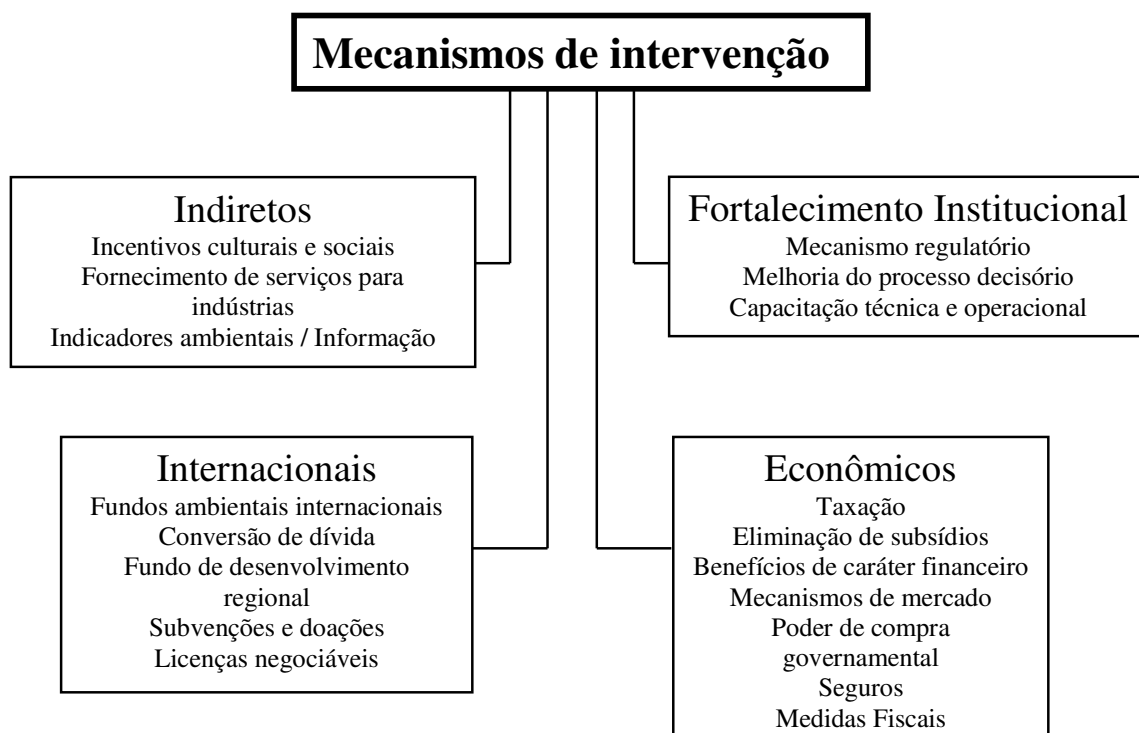 Mecanismos de intervenção
Indiretos
Incentivos culturais e sociais
Fornecimento de serviços para
indústrias
Indicadores ambientais / Informação
Fortalecimento Institucional
Mecanismo regulatório
Melhoria do processo decisório
Capacitação técnica e operacional
Internacionais
Fundos ambientais internacionais
Conversão de dívida
Fundo de desenvolvimento
regional
Subvenções e doações
Licenças negociáveis
Econômicos
Taxação
Eliminação de subsídios
Benefícios de caráter financeiro
Mecanismos de mercado
Poder de compra
governamental
Seguros
Medidas Fiscais